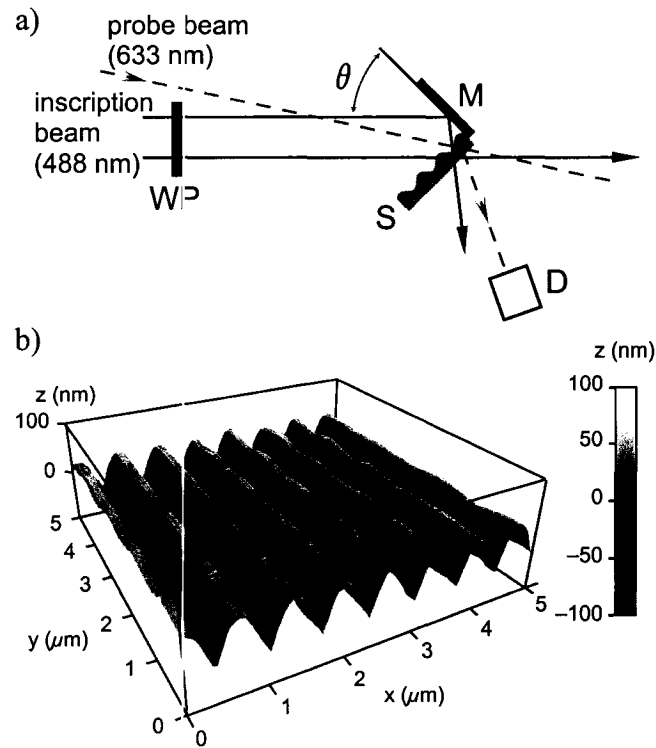 a)
probe beam
(633 nm)
θ
M
inscription
beam
(488 nm)
WP
S
D
b)
z (nm)
z (nm)
100
100
50
0
0
−50
−100
5
4
3
2
1
0
y (µm)
0
1
2
3
4
5
x (µm)